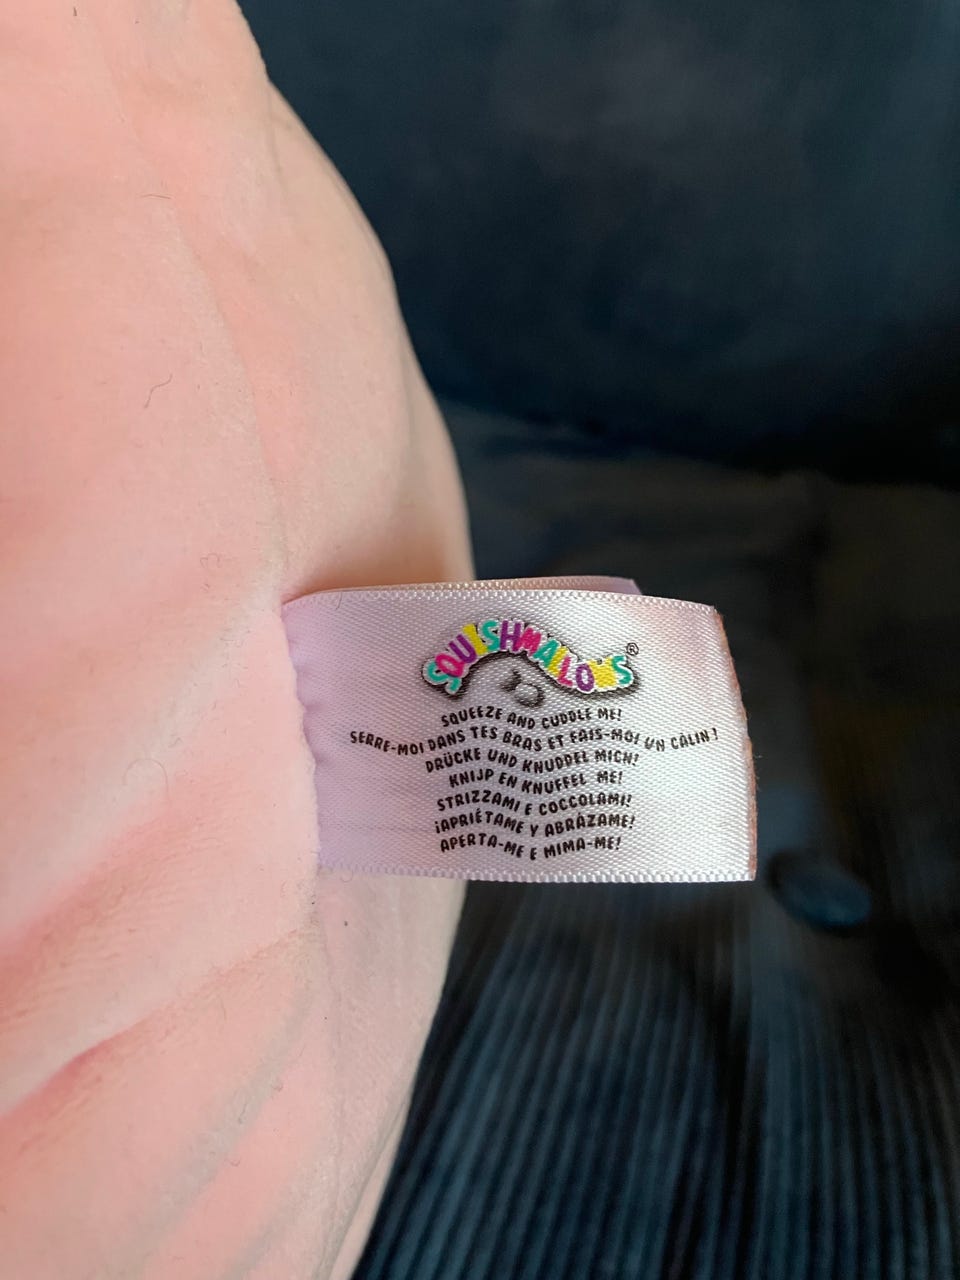 SQUISHMALLOWS®
SQUEEZE AND CUDDLE ME!
SERRE-MOI DANS TES BRAS ET FAIS-MOI UN CÂLIN !
DRÜCKE UND KNUDDEL MICH!
KNIJP EN KNUFFEL ME!
STRIZZAMI E COCCOLAMI!
¡APRIÉTAME Y ABRÁZAME!
APERTA-ME E MIMA-ME!